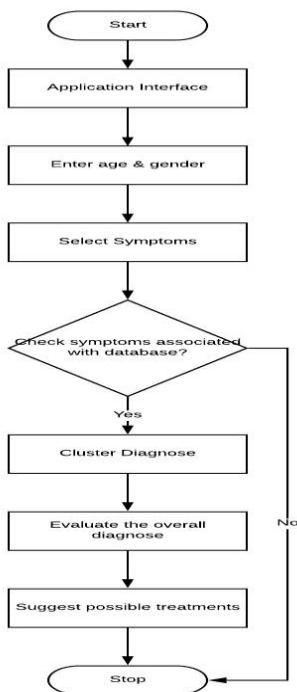 Start
Application Interface
Enter age & gender
Select Symptoms
Check symptoms associated
with database?
Yes
No
Cluster Diagnose
Evaluate the overall
diagnose
Suggest possible treatments
Stop